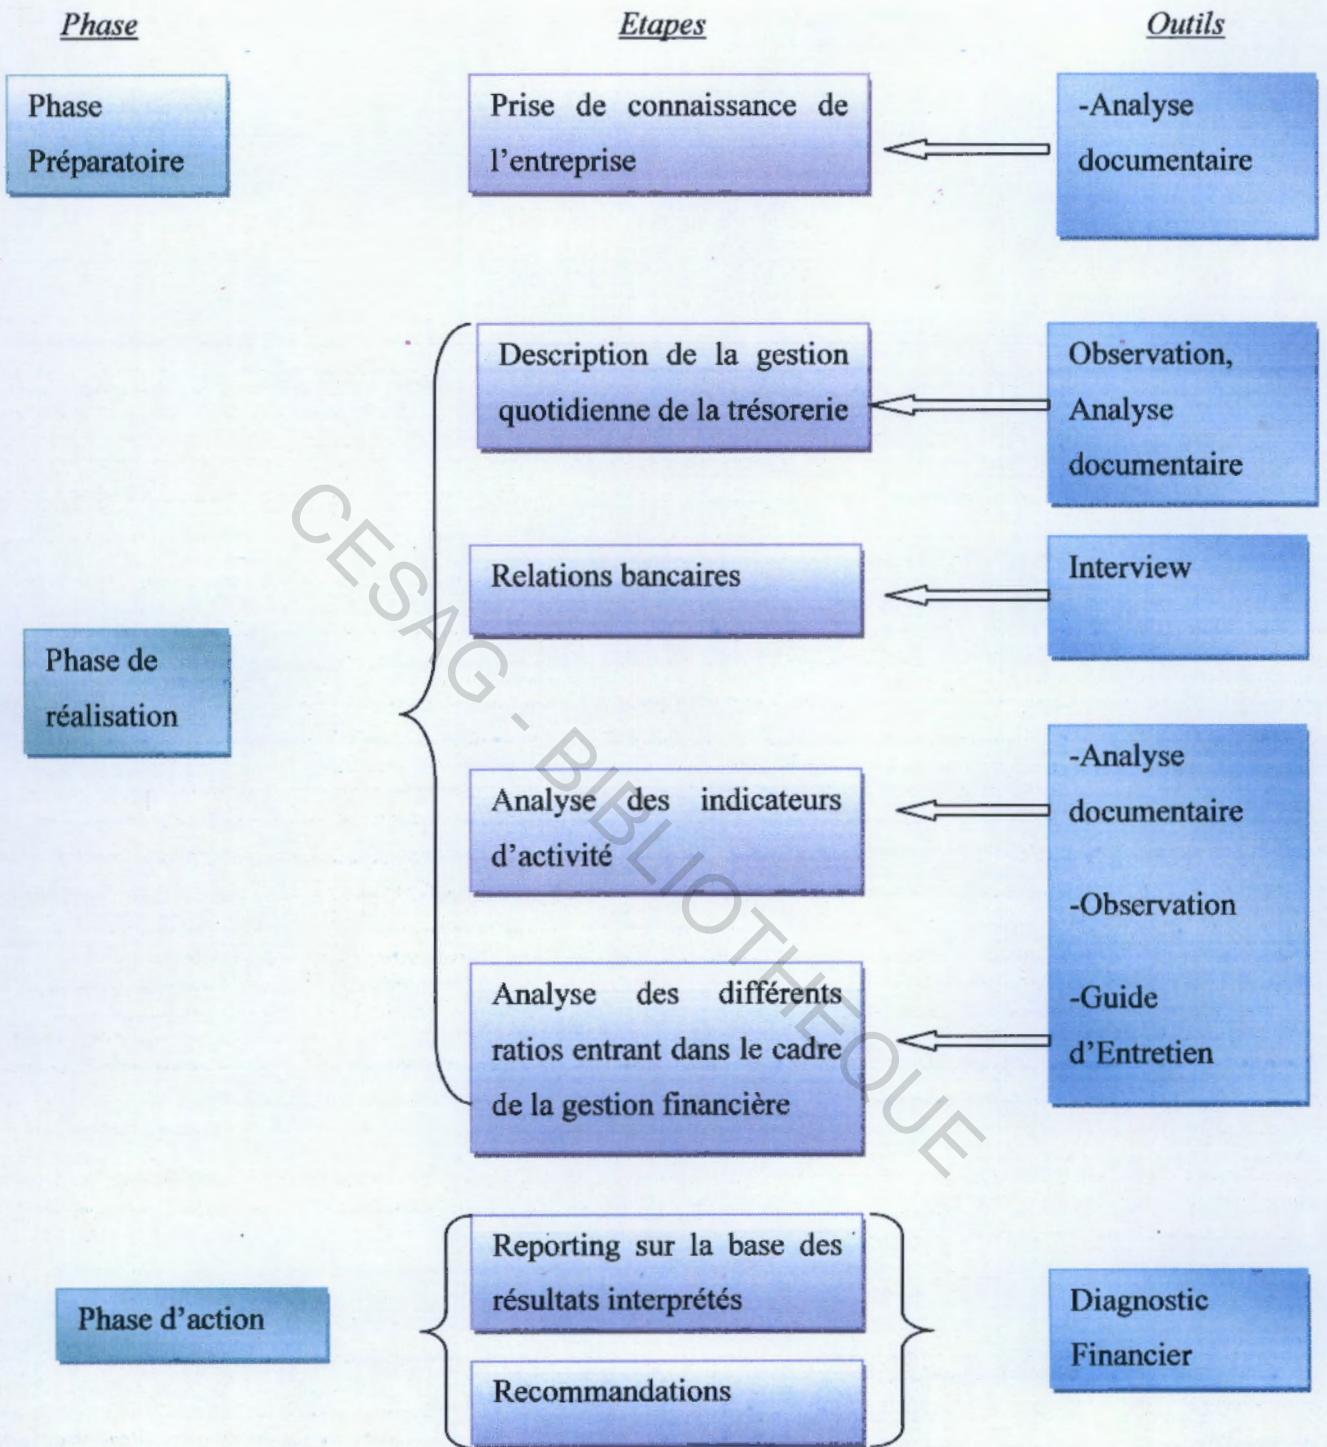 Phase
Etapes
Outils
Phase
Préparatoire
Prise de connaissance de
l'entreprise
-Analyse
documentaire
Description de la gestion
quotidienne de la trésorerie
Observation,
Analyse
documentaire
Relations bancaires
Interview
Phase de
réalisation
Analyse des indicateurs
d'activité
-Analyse
documentaire
-Observation
-Guide
d'Entretien
Analyse des différents
ratios entrant dans le cadre
de la gestion financière
Phase d'action
Reporting sur la base des
résultats interprétés
Recommandations
Diagnostic
Financier
CESAG - BIBLIOTHEQUE